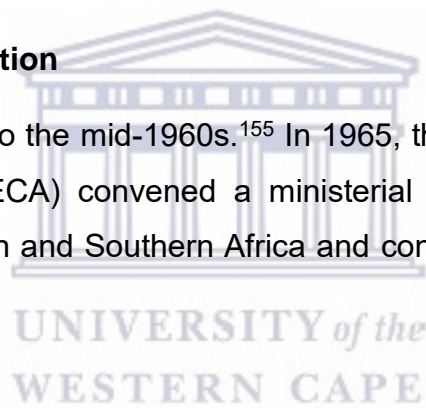 tion
o the mid-1960s.155 In 1965, th
ECA) convened a ministerial
n and Southern Africa and con
UNIVERSITY of the
WESTERN CAPE